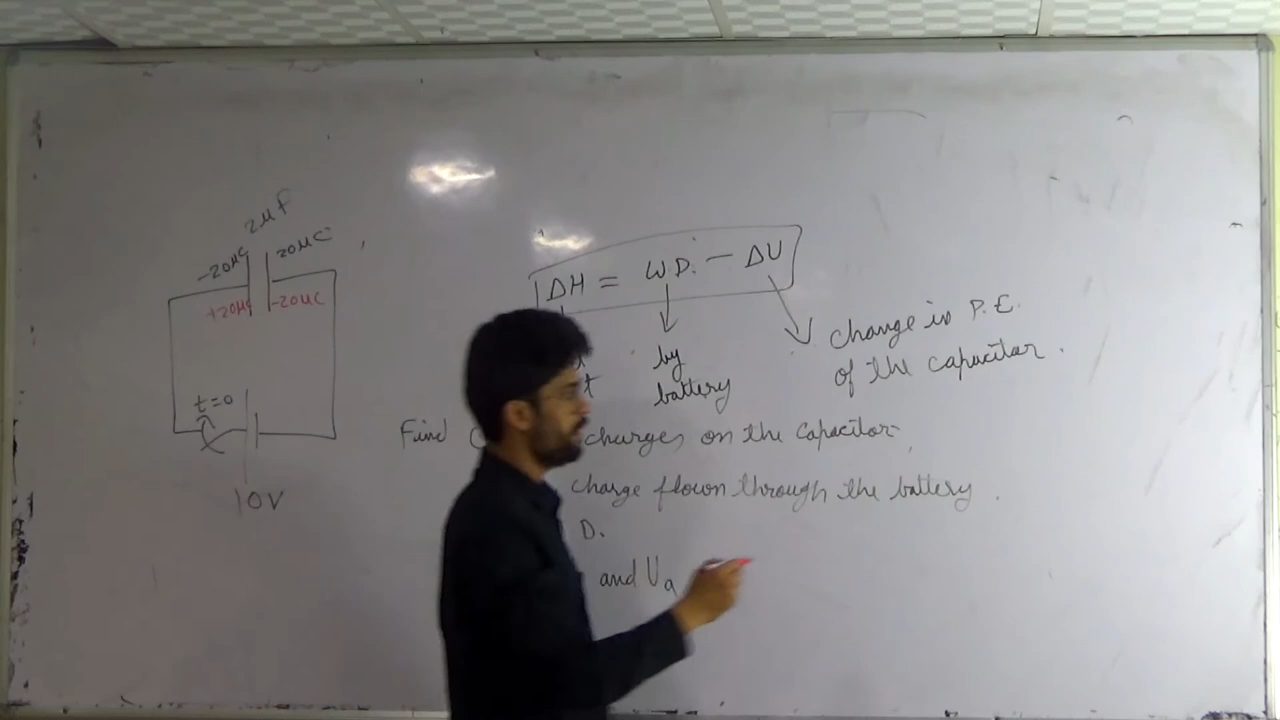 2μF
-20μC 20μC
+20μC -20μC
t=0
10V
ΔH = W.D. - ΔU
by
battery
change in P.E.
of the capacitor.
Find charges on the capacitor
charge flown through the battery.
D.
and Ua